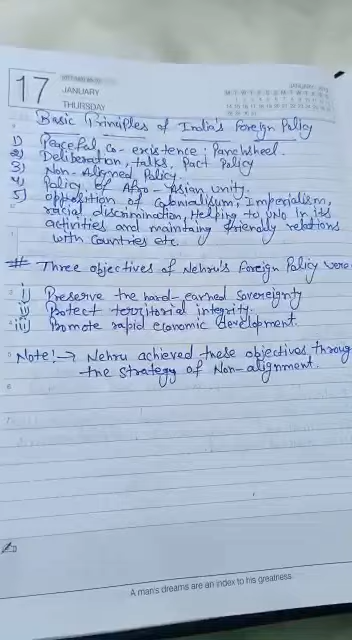 17
JANUARY
THURSDAY
JANUARY
Basic Principles of India's Foreign Policy
1) Peaceful co-existence: Panchsheel.
2) Deliberation, talks, Pact Policy
3) Non-Aligned Policy.
4) Policy of Afro-Asian unity.
5) opposition of colonialism, Imperialism,
racial discrimination, Helping to UNO in its
activities and maintaing friendly relations
with countries etc.
# Three objectives of Nehru's foreign Policy were
i) Preserve the hard-earned Sovereignty
ii) Protect territorial integrity.
iii) Promote rapid economic development.
Note!→ Nehru achieved these objectives throug
the strategy of Non-alignment.
A man's dreams are an index to his greatness